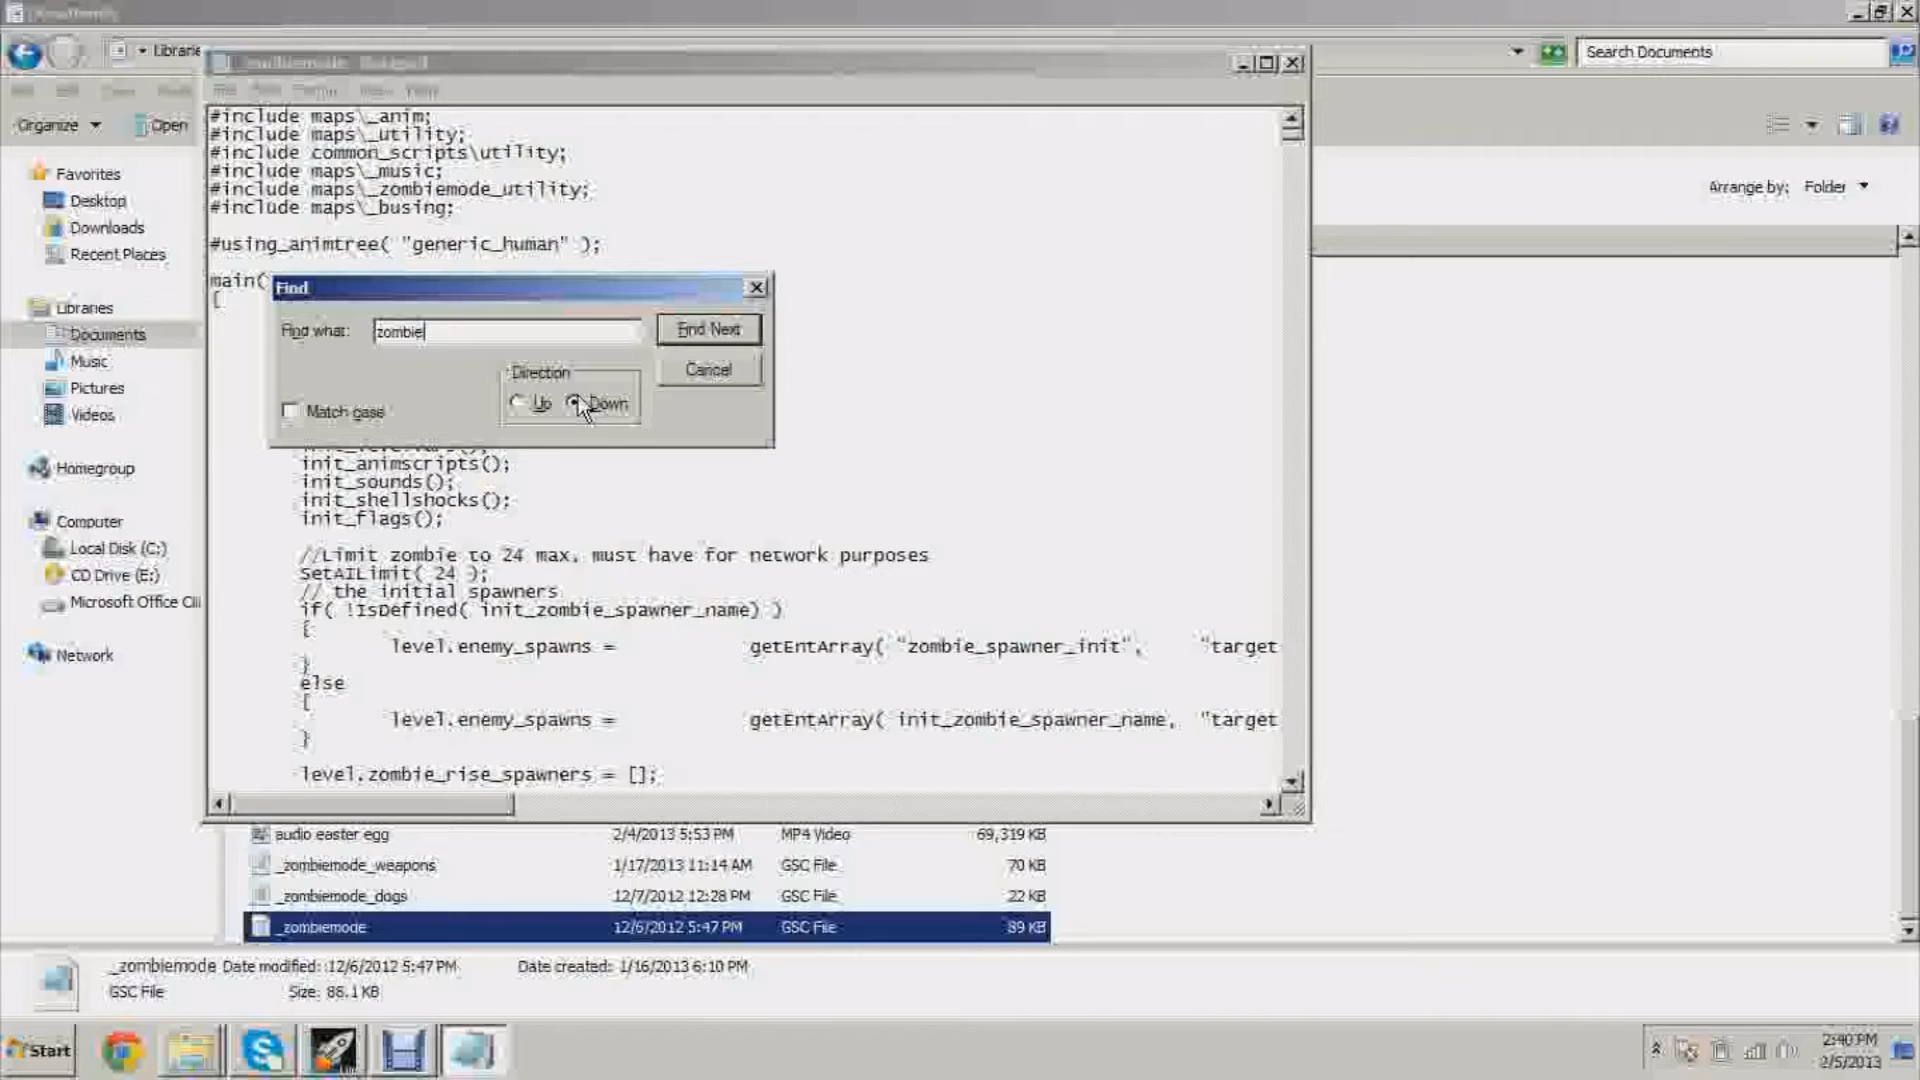 Search Documents
#include maps\_anim;
#include maps\_utility;
#include common_scripts\utility;
#include maps\_music;
#include maps\_zombiemode_utility;
#include maps\_busing;
#using_animtree( "generic_human" );
main(
{
Find
Find what:
zombie
Find Next
Cancel
Direction
Up
Down
Match case
init_animscripts();
init_sounds();
init_shellshocks();
init_flags();
//Limit zombie to 24 max, must have for network purposes
SetAILimit( 24 );
// the initial spawners
if( !IsDefined( init_zombie_spawner_name) )
{
level.enemy_spawns = getEntArray( "zombie_spawner_init", "target
}
else
{
level.enemy_spawns = getEntArray( init_zombie_spawner_name, "target
}
level.zombie_rise_spawners = [];
Organize
Open
Arrange by: Folder
Favorites
Desktop
Downloads
Recent Places
Libraries
Documents
Music
Pictures
Videos
Homegroup
Computer
Local Disk (C:)
CD Drive (E:)
Microsoft Office Cli
Network
audio easter egg 2/4/2013 5:53 PM MP4 Video 69,319 KB
_zombiemode_weapons 1/17/2013 11:14 AM GSC File 70 KB
_zombiemode_dogs 12/7/2012 12:28 PM GSC File 22 KB
_zombiemode 12/6/2012 5:47 PM GSC File 89 KB
_zombiemode Date modified: 12/6/2012 5:47 PM Date created: 1/16/2013 6:10 PM
GSC File Size: 88.1 KB
Start
2:40 PM
2/5/2013